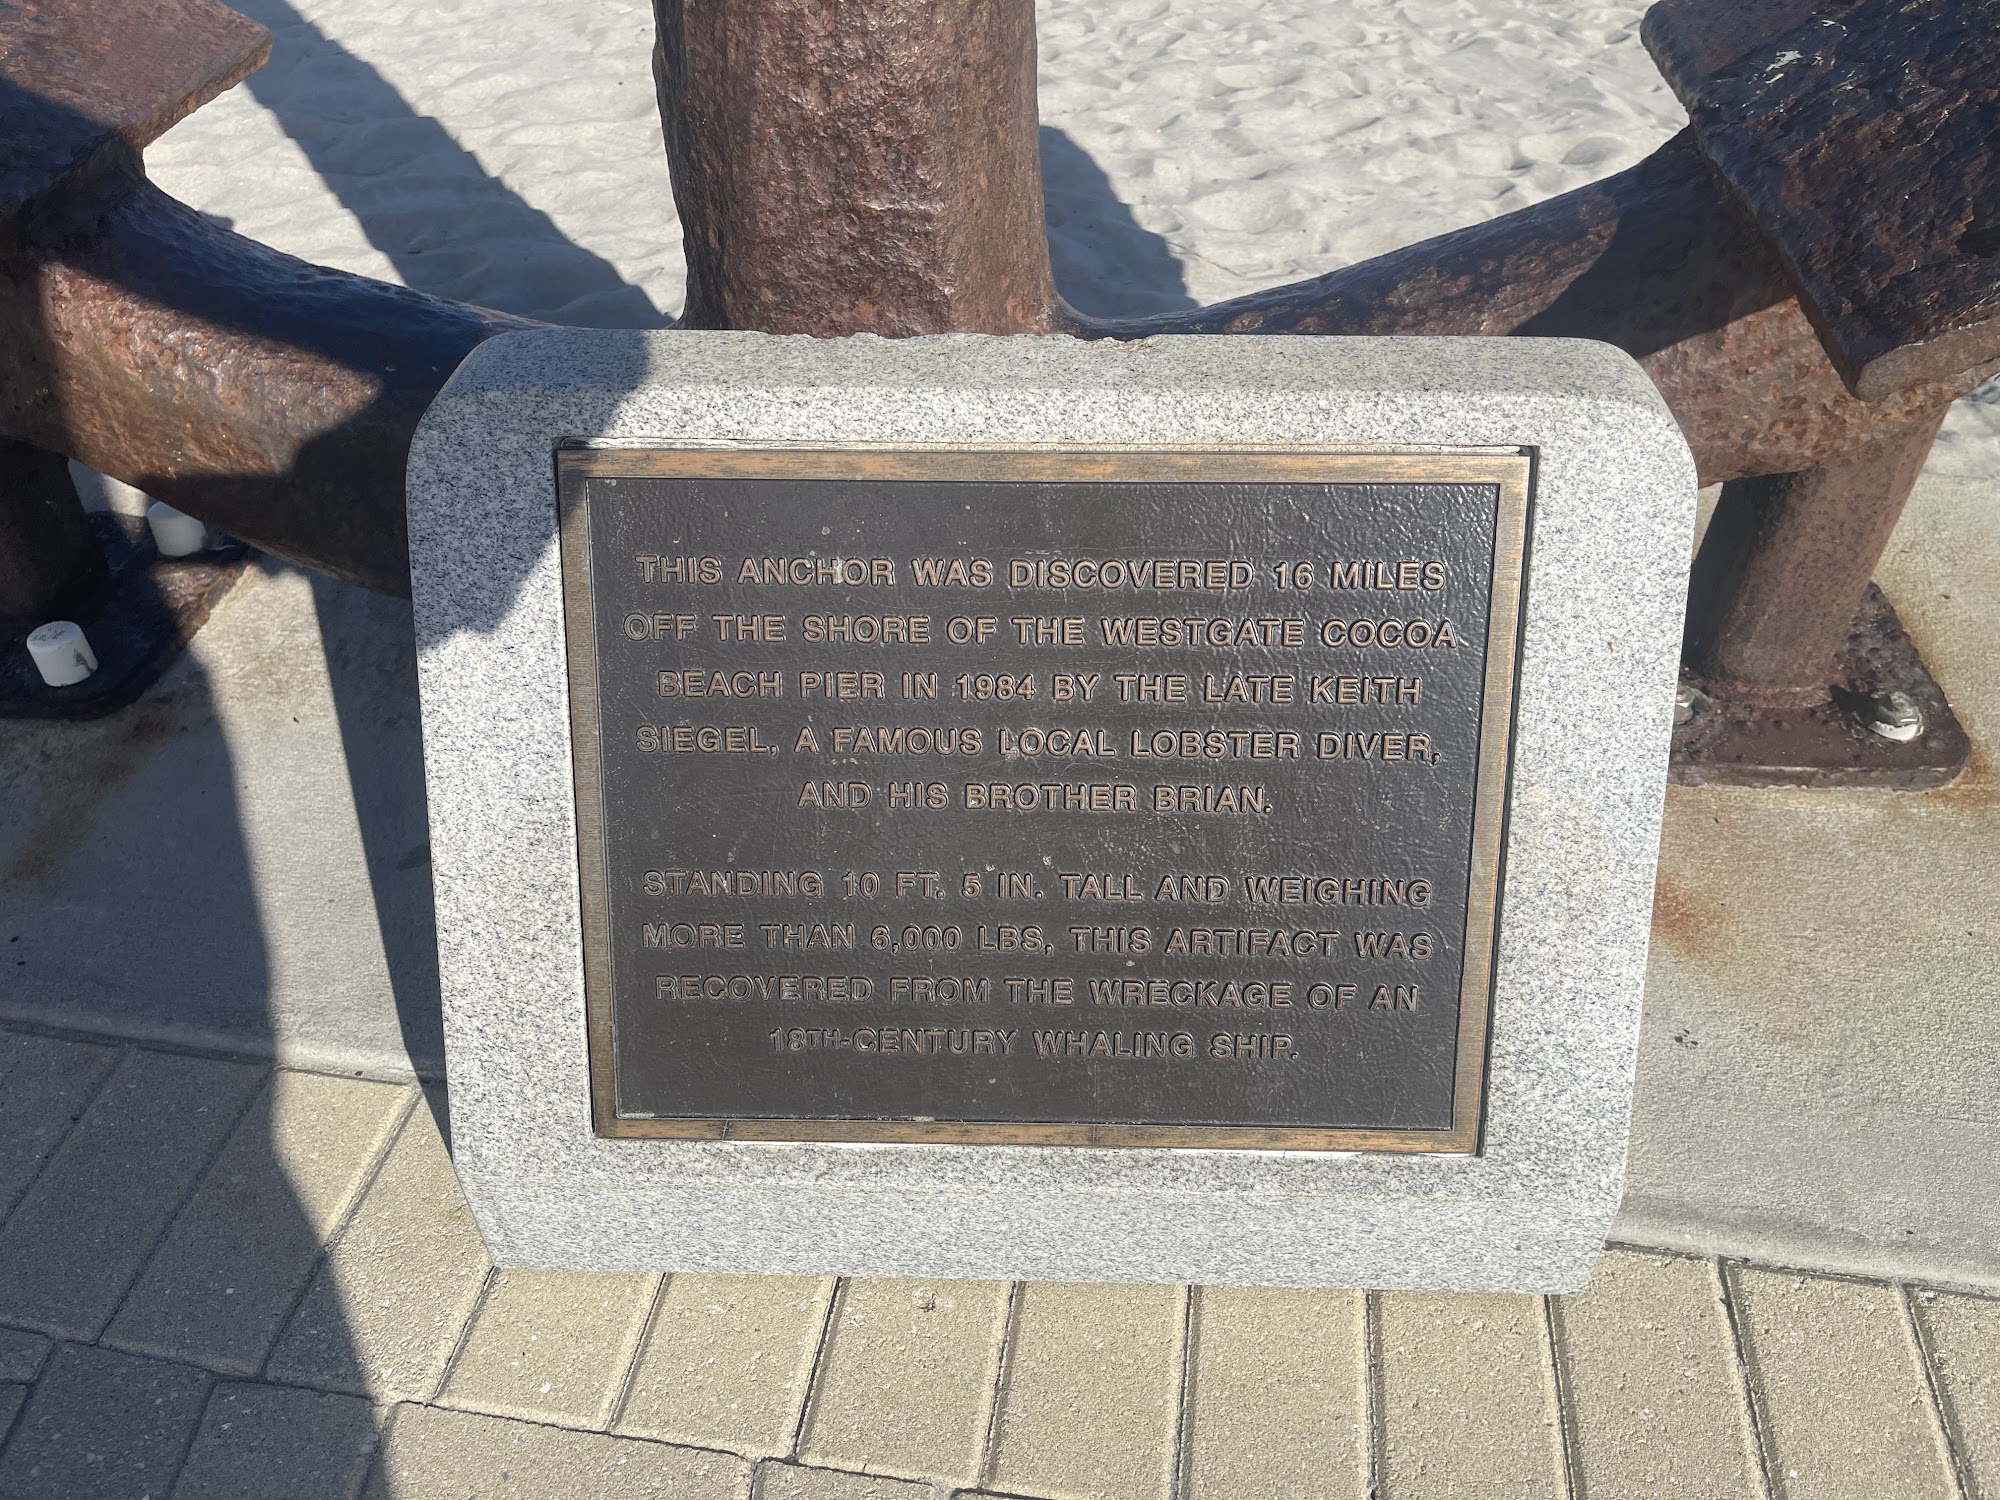 THIS ANCHOR WAS DISCOVERED 16 MILES
OFF THE SHORE OF THE WESTGATE COCOA
BEACH PIER IN 1984 BY THE LATE KEITH
SIEGEL, A FAMOUS LOCAL LOBSTER DIVER,
AND HIS BROTHER BRIAN.
STANDING 10 FT. 5 IN. TALL AND WEIGHING
MORE THAN 6,000 LBS, THIS ARTIFACT WAS
RECOVERED FROM THE WRECKAGE OF AN
18TH-CENTURY WHALING SHIP.